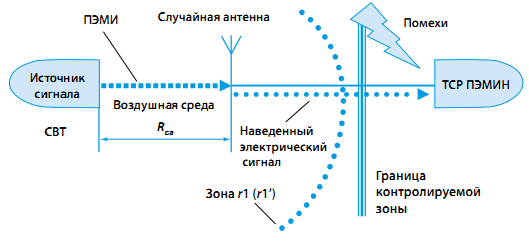 ПЭМИ
Случайная антенна
Помехи
Источник
сигнала
ТСР ПЭМИН
Воздушная среда
СВТ
Rca
Наведенный
электрический
сигнал
Зона r1 (r1′)
Граница
контролируемой
зоны